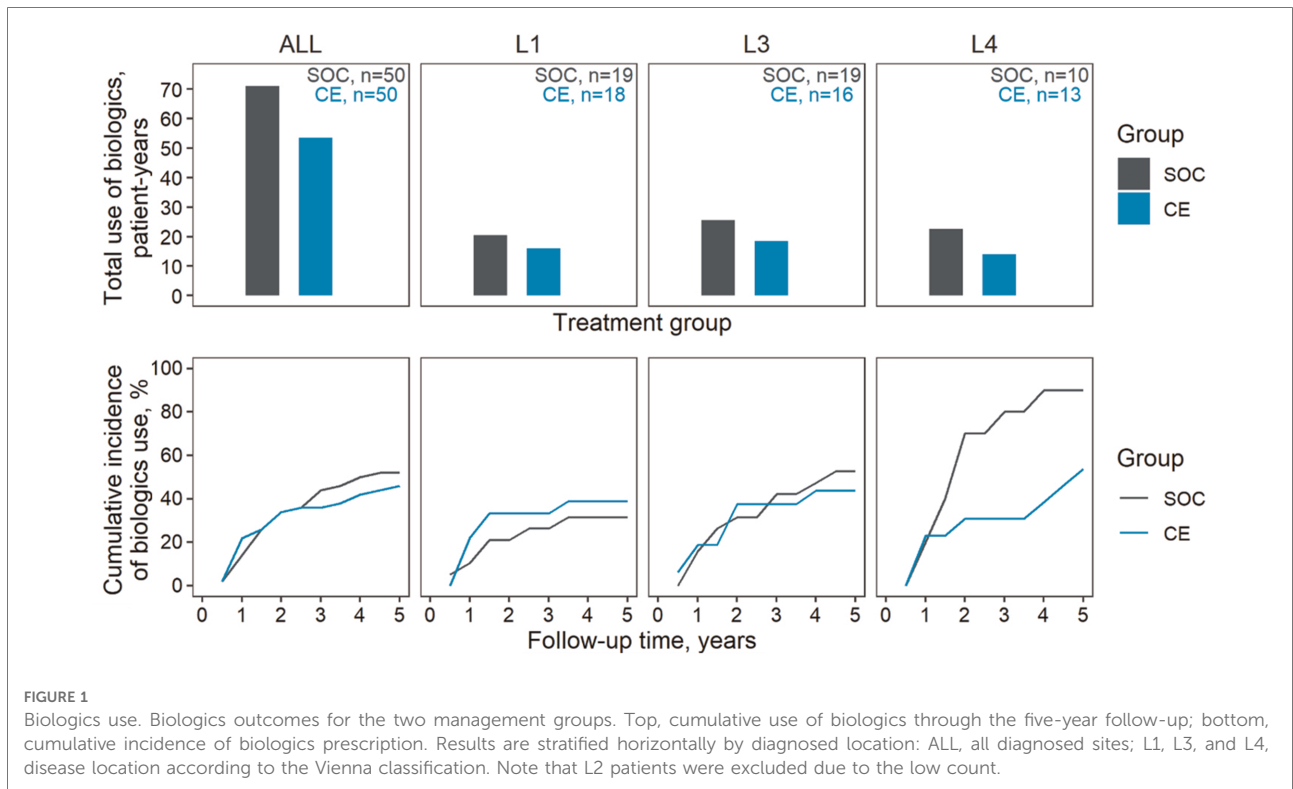 ALL
L1
L3
L4
Total use of biologics,
patient-years
70
60
50
40
30
20
10
0
SOC, n=50
CE, n=50
SOC, n=19
CE, n=18
SOC, n=19
CE, n=16
SOC, n=10
CE, n=13
Group
SOC
CE
Treatment group
Cumulative incidence
of biologics use, %
100
80
60
40
20
0
0 1 2 3 4 5
0 1 2 3 4 5
0 1 2 3 4 5
0 1 2 3 4 5
Group
SOC
CE
Follow-up time, years
FIGURE 1
Biologics use. Biologics outcomes for the two management groups. Top, cumulative use of biologics through the five-year follow-up; bottom,
cumulative incidence of biologics prescription. Results are stratified horizontally by diagnosed location: ALL, all diagnosed sites; L1, L3, and L4,
disease location according to the Vienna classification. Note that L2 patients were excluded due to the low count.